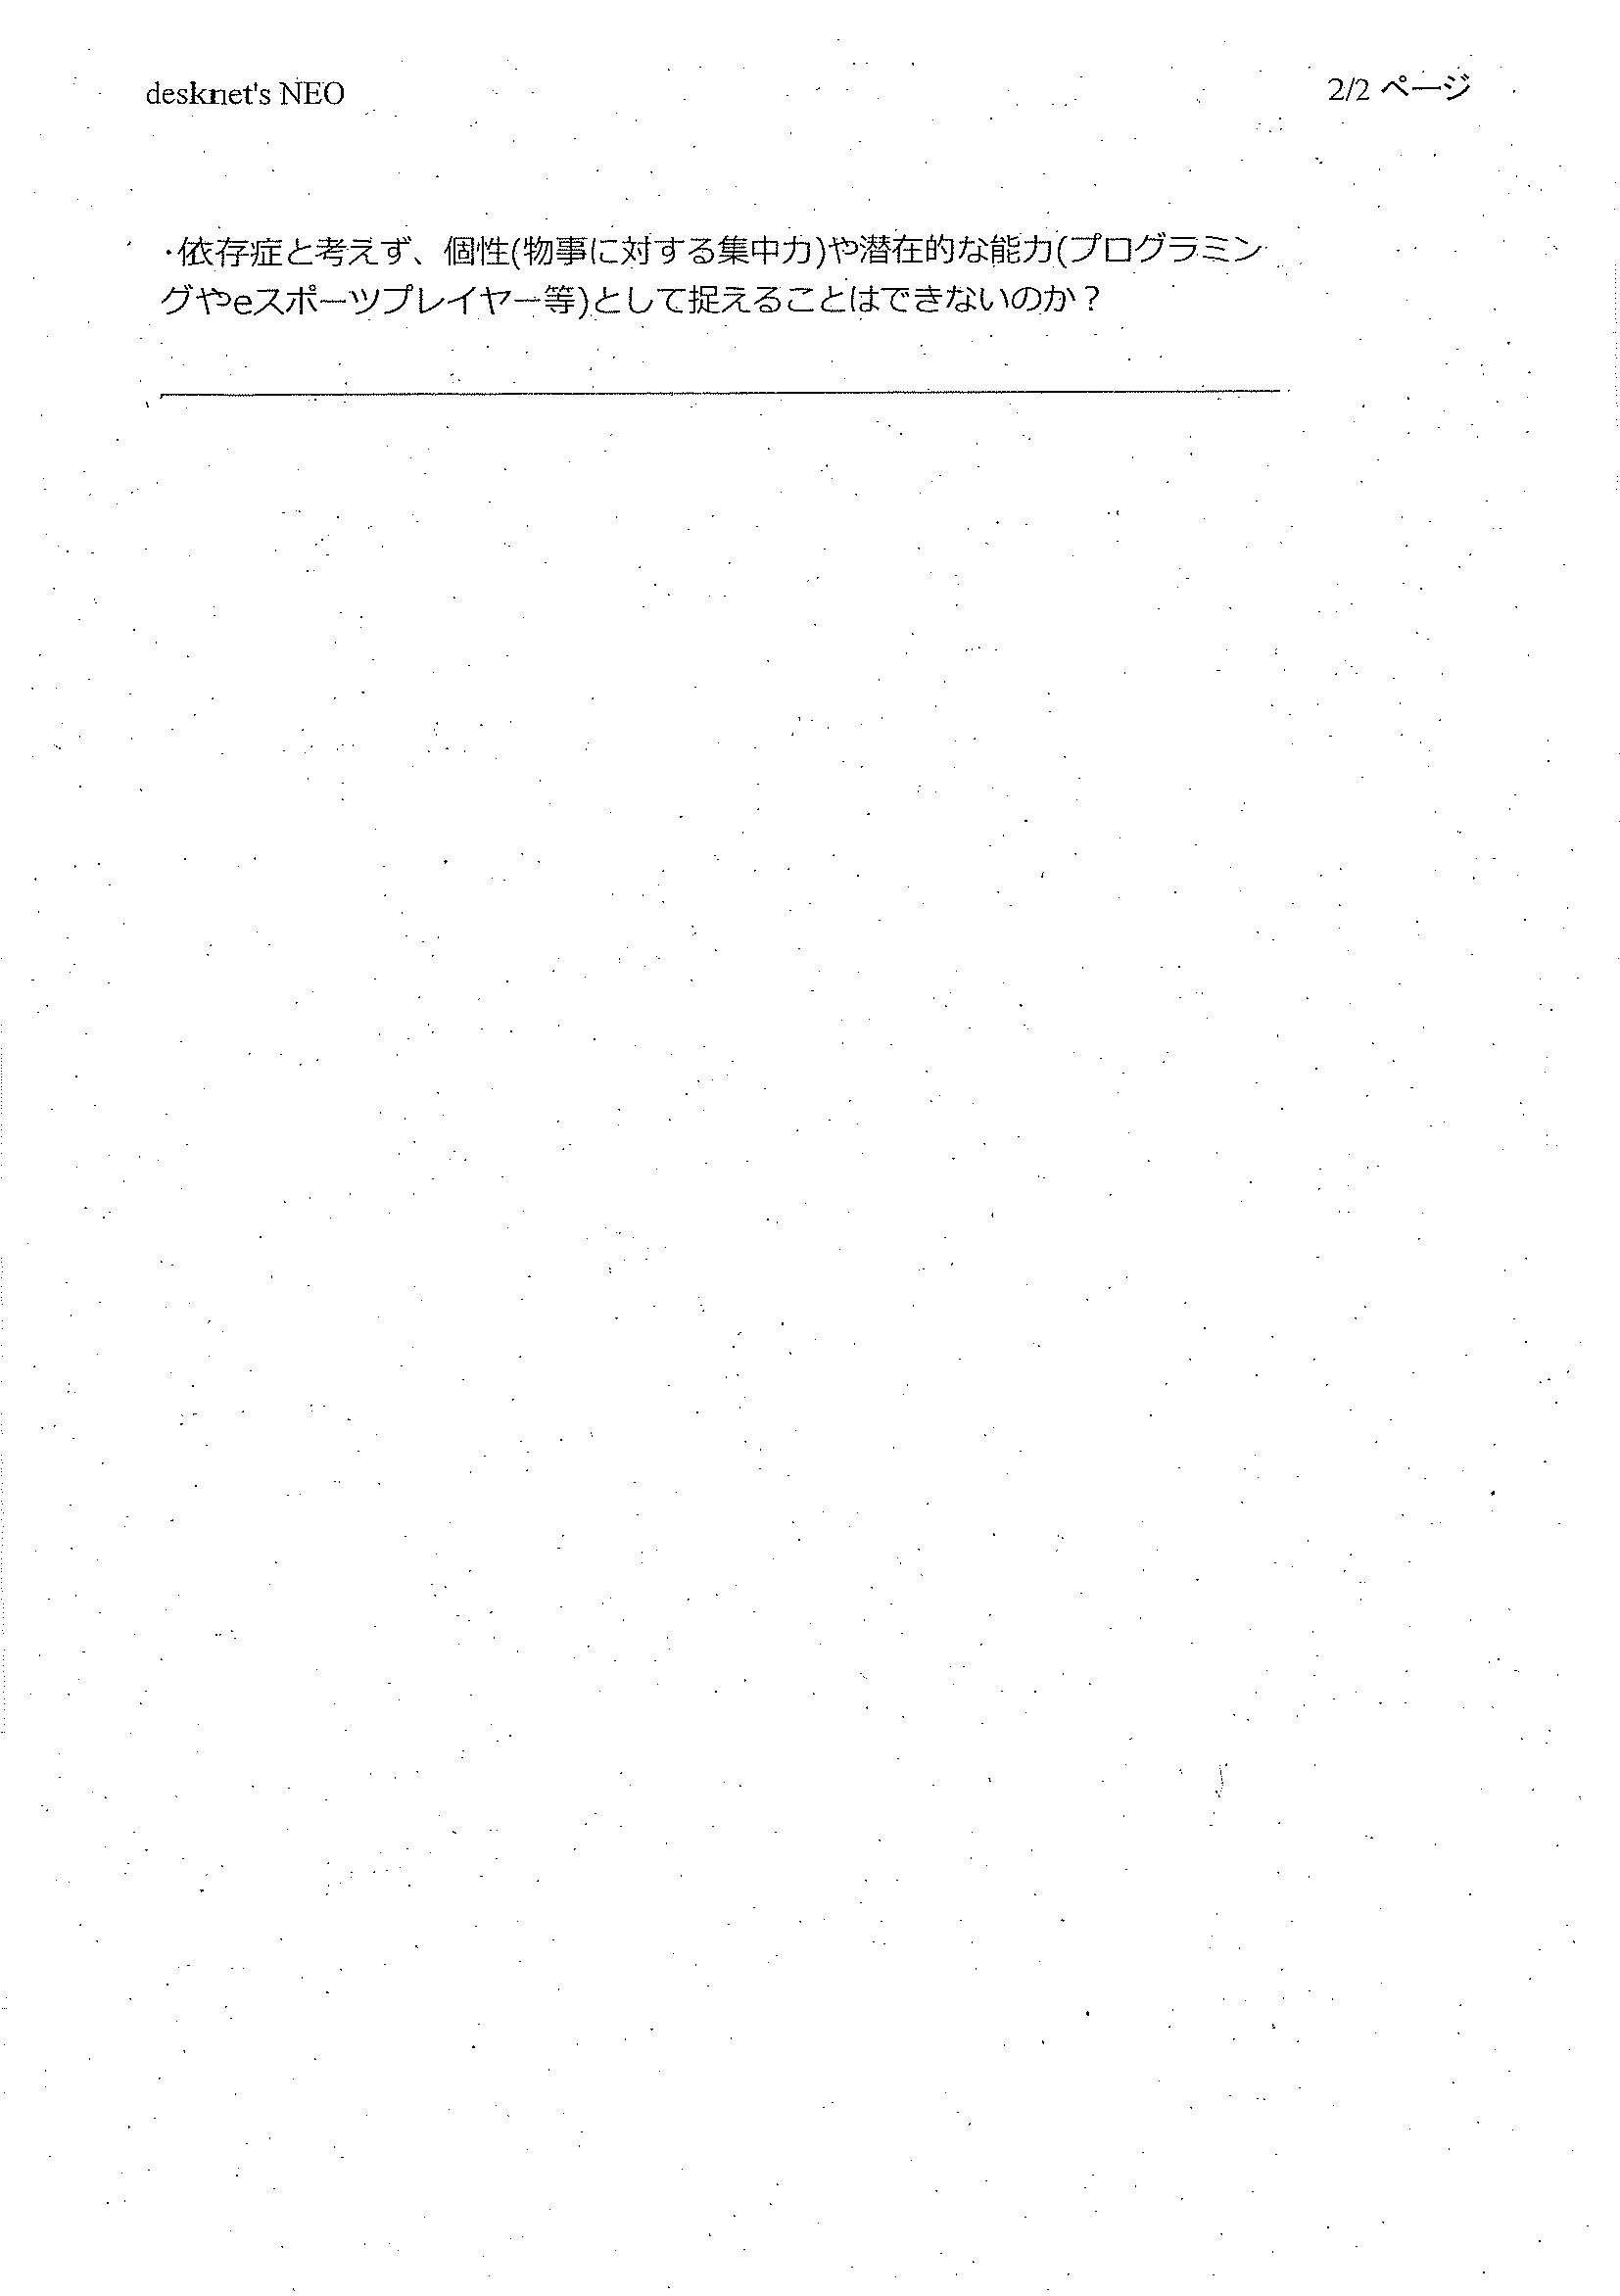 desknet's NEO
2/2 ページ
・依存症と考えず、個性(物事に対する集中力)や潜在的な能力(プログラミン
グやeスポーツプレイヤー等)として捉えることはできないのか？